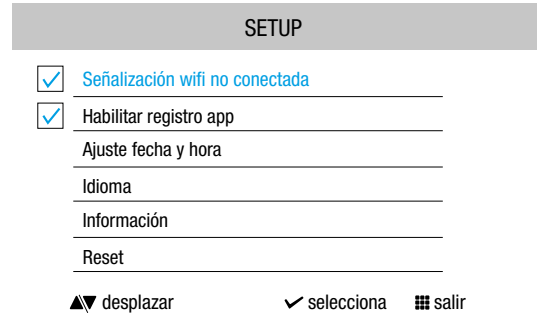 SETUP
Señalización wifi no conectada
Habilitar registro app
Ajuste fecha y hora
Idioma
Información
Reset
desplazar selecciona salir